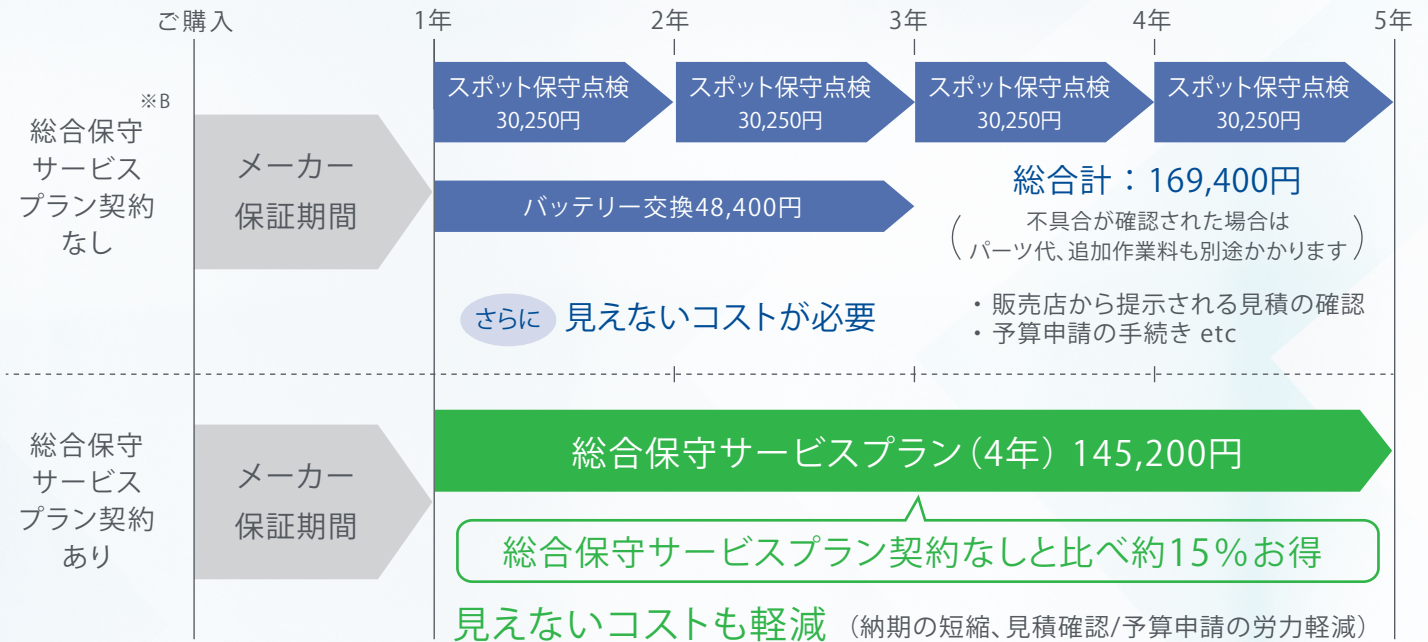 ご購入
1年
2年
3年
4年
5年
※B
総合保守
サービス
プラン契約
なし
メーカー
保証期間
スポット保守点検
30,250円
スポット保守点検
30,250円
スポット保守点検
30,250円
スポット保守点検
30,250円
バッテリー交換48,400円
総合計：169,400円
（不具合が確認された場合は
パーツ代、追加作業料も別途かかります）
さらに 見えないコストが必要
・販売店から提示される見積の確認
・予算申請の手続き etc
総合保守
サービス
プラン契約
あり
メーカー
保証期間
総合保守サービスプラン（4年）145,200円
総合保守サービスプラン契約なしと比べ約15％お得
見えないコストも軽減（納期の短縮、見積確認/予算申請の労力軽減）